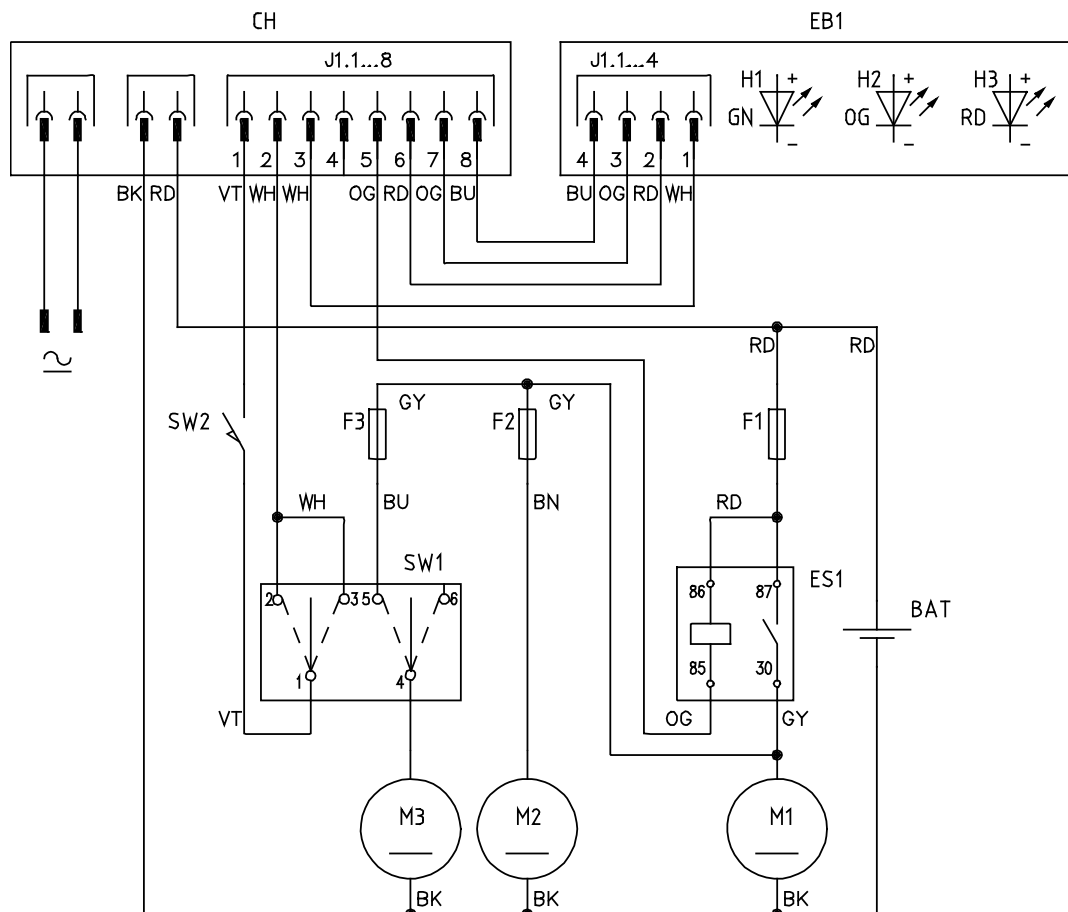 CH EB1
J1.1...8 J1.1...4
H1 + H2 + H3 +
GN OG RD
- - -
1 2 3 4 5 6 7 8 4 3 2 1
BK RD VT WH WH OG RD OG BU BU OG RD WH
RD RD
GY GY
SW2 F3 F2 F1
WH BU BN RD
SW1 ES1
2 3 5 6 86 87
BAT
1 4 85 30
VT OG GY
M3 M2 M1
BK BK BK